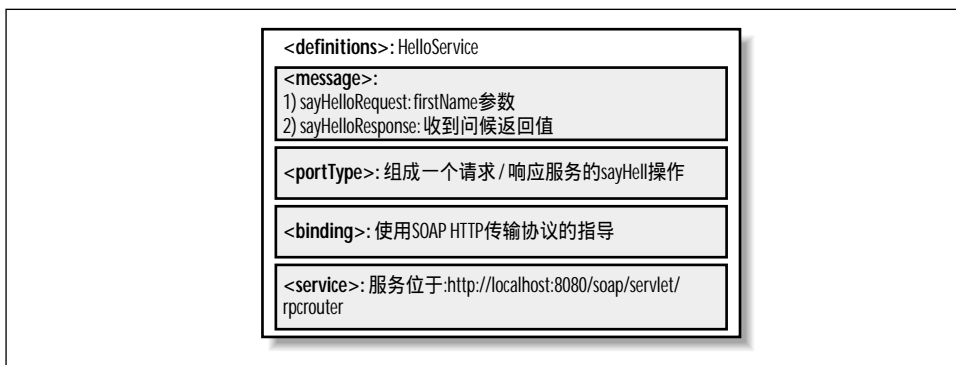 <definitions>: HelloService
<message>:
1) sayHelloRequest: firstName参数
2) sayHelloResponse: 收到问候返回值
<portType>: 组成一个请求 / 响应服务的sayHell操作
<binding>: 使用SOAP HTTP传输协议的指导
<service>: 服务位于:http://localhost:8080/soap/servlet/
rpcrouter